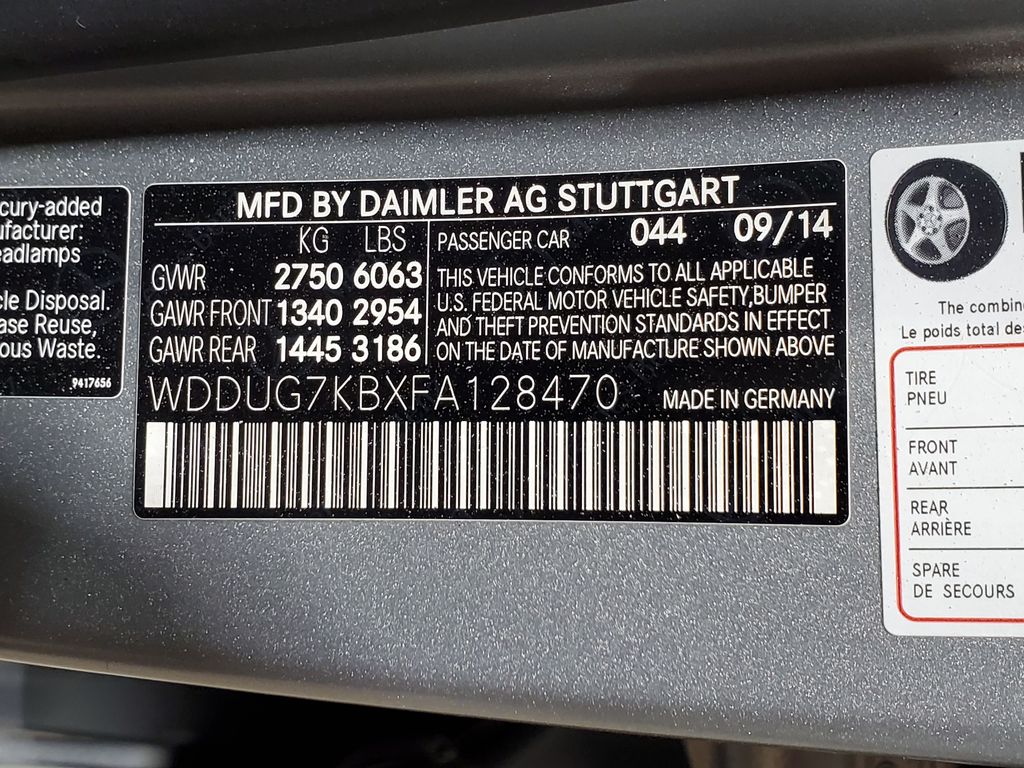 cury-added
ufacturer:
eadlamps
cle Disposal.
ase Reuse,
ous Waste.
9417656
MFD BY DAIMLER AG STUTTGART
KG LBS
GVWR 2750 6063
GAWR FRONT 1340 2954
GAWR REAR 1445 3186
PASSENGER CAR 044 09/14
THIS VEHICLE CONFORMS TO ALL APPLICABLE
U.S. FEDERAL MOTOR VEHICLE SAFETY,BUMPER
AND THEFT PREVENTION STANDARDS IN EFFECT
ON THE DATE OF MANUFACTURE SHOWN ABOVE
WDDUG7KBXFA128470 MADE IN GERMANY
The combin
Le poids total des
TIRE
PNEU
FRONT
AVANT
REAR
ARRIÈRE
SPARE
DE SECOURS